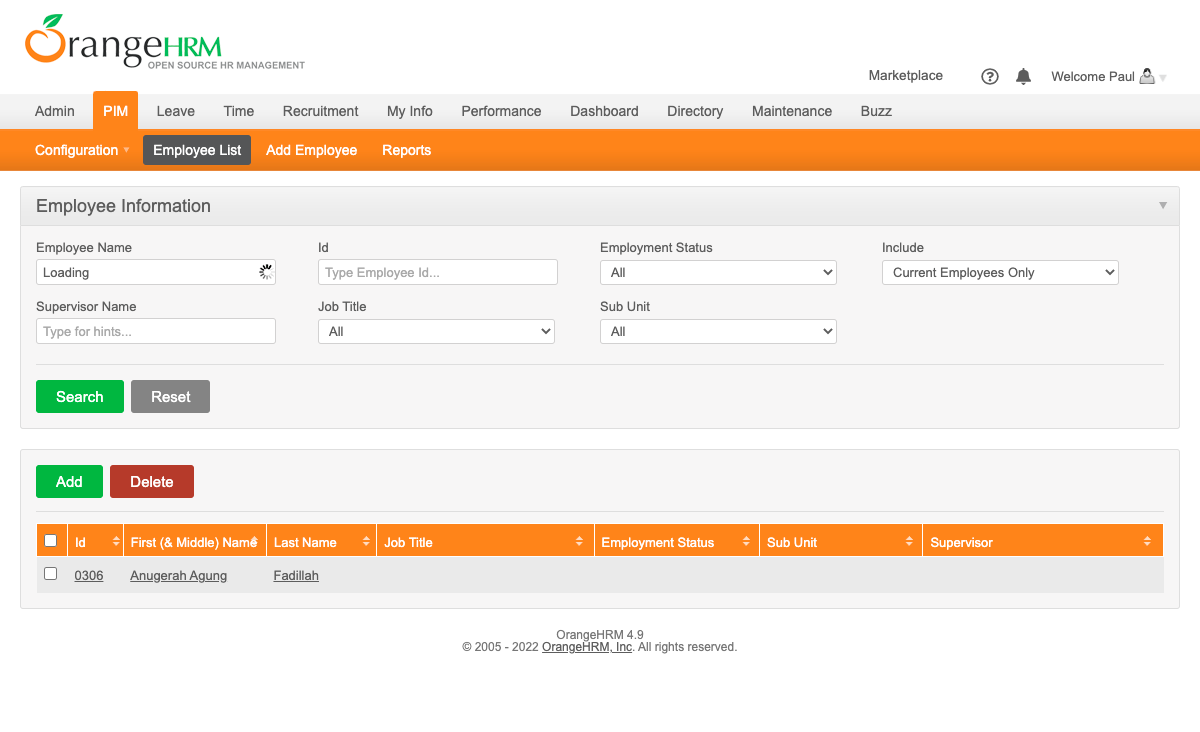 OrangeHRM
OPEN SOURCE HR MANAGEMENT
Marketplace ? Welcome Paul
Admin PIM Leave Time Recruitment My Info Performance Dashboard Directory Maintenance Buzz
Configuration Employee List Add Employee Reports
Employee Information
Employee Name Id Employment Status Include
Loading Type Employee Id... All Current Employees Only
Supervisor Name Job Title Sub Unit
Type for hints... All All
Search Reset
Add Delete
Id First (& Middle) Name Last Name Job Title Employment Status Sub Unit Supervisor
0306 Anugerah Agung Fadillah
OrangeHRM 4.9
© 2005 - 2022 OrangeHRM, Inc. All rights reserved.